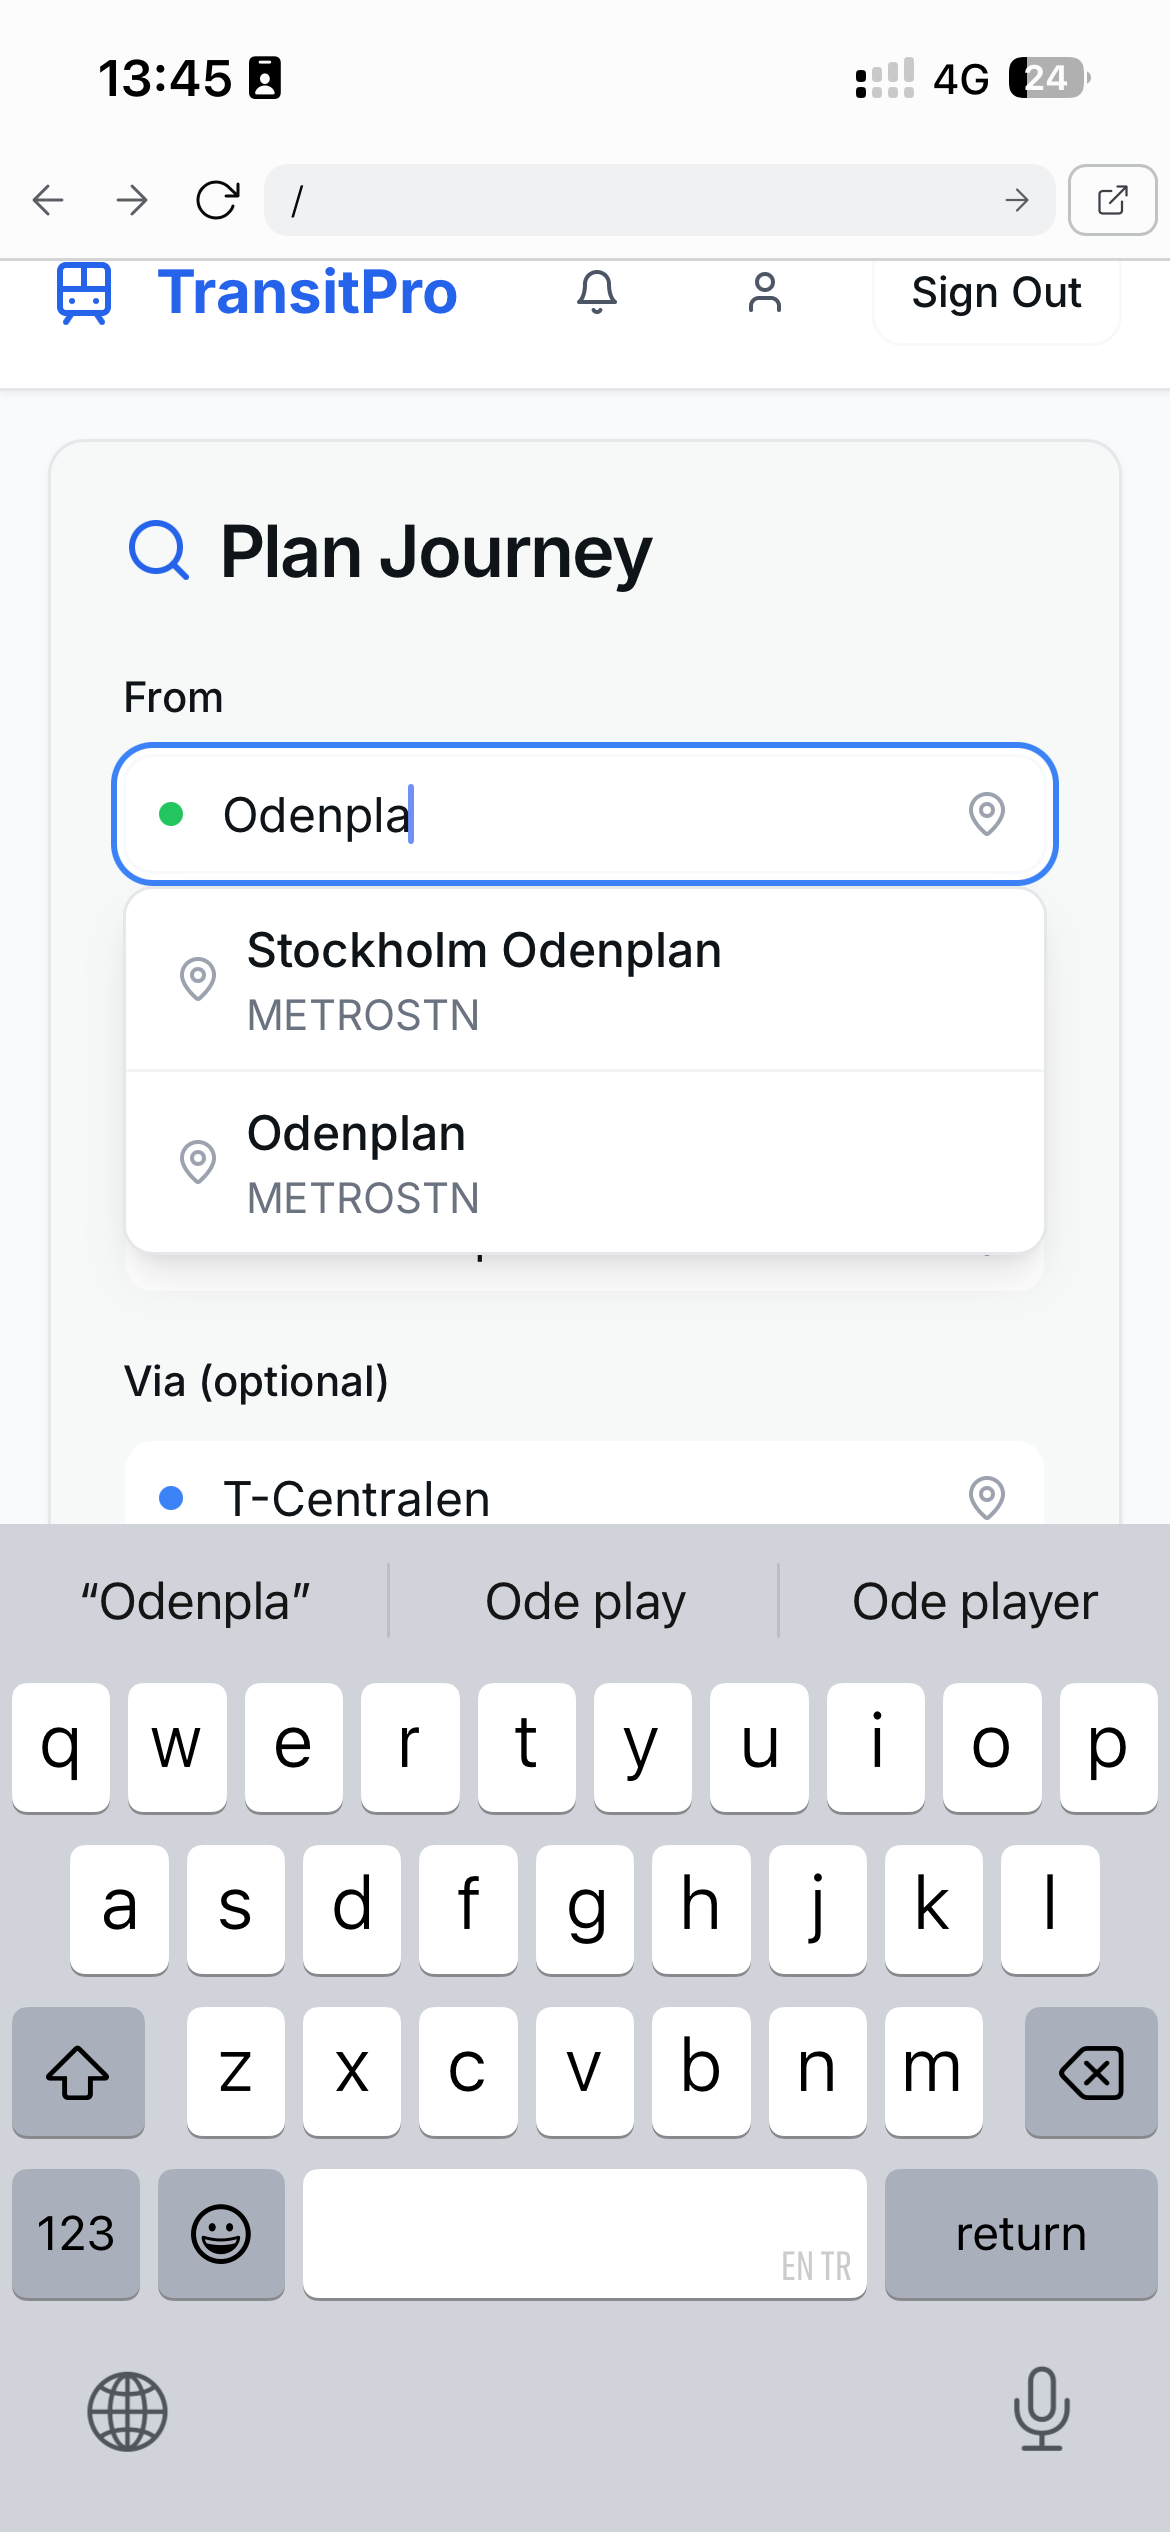 13:45
4G 24
/
TransitPro
Sign Out
Plan Journey
From
Odenpla
Stockholm Odenplan
METROSTN
Odenplan
METROSTN
Via (optional)
T-Centralen
“Odenpla” Ode play Ode player
q w e r t y u i o p
a s d f g h j k l
z x c v b n m
123 EN TR return